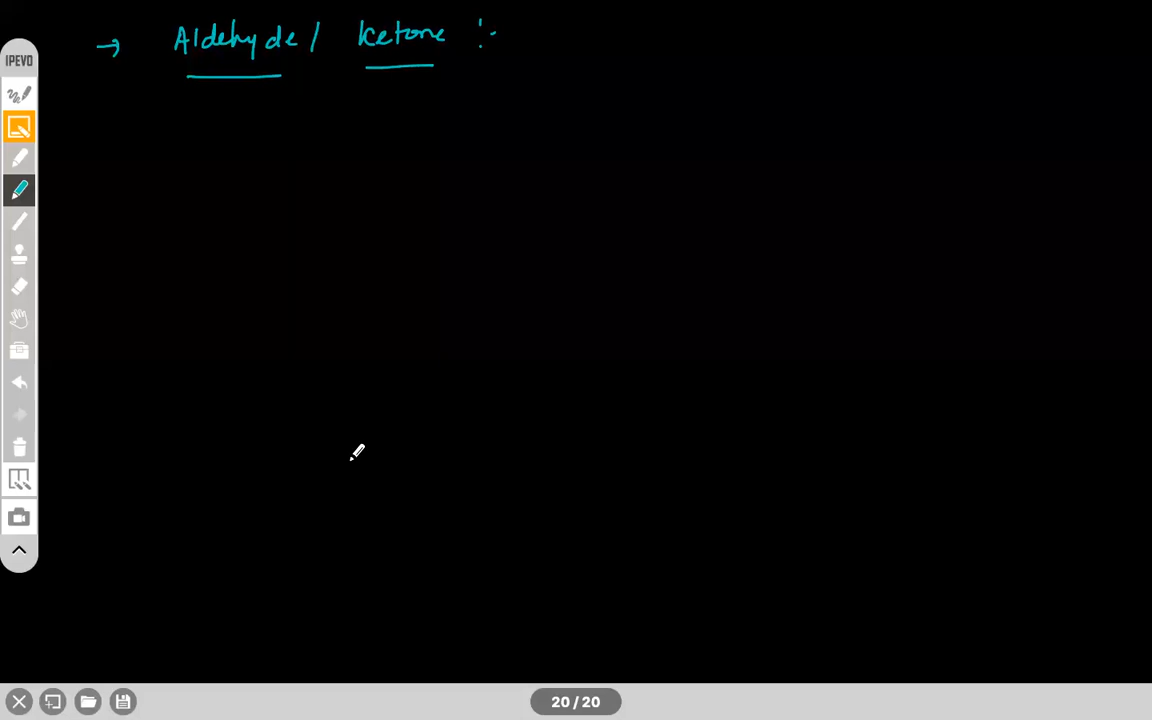 → Aldehyde / Ketone :-
IPEVO
20 / 20